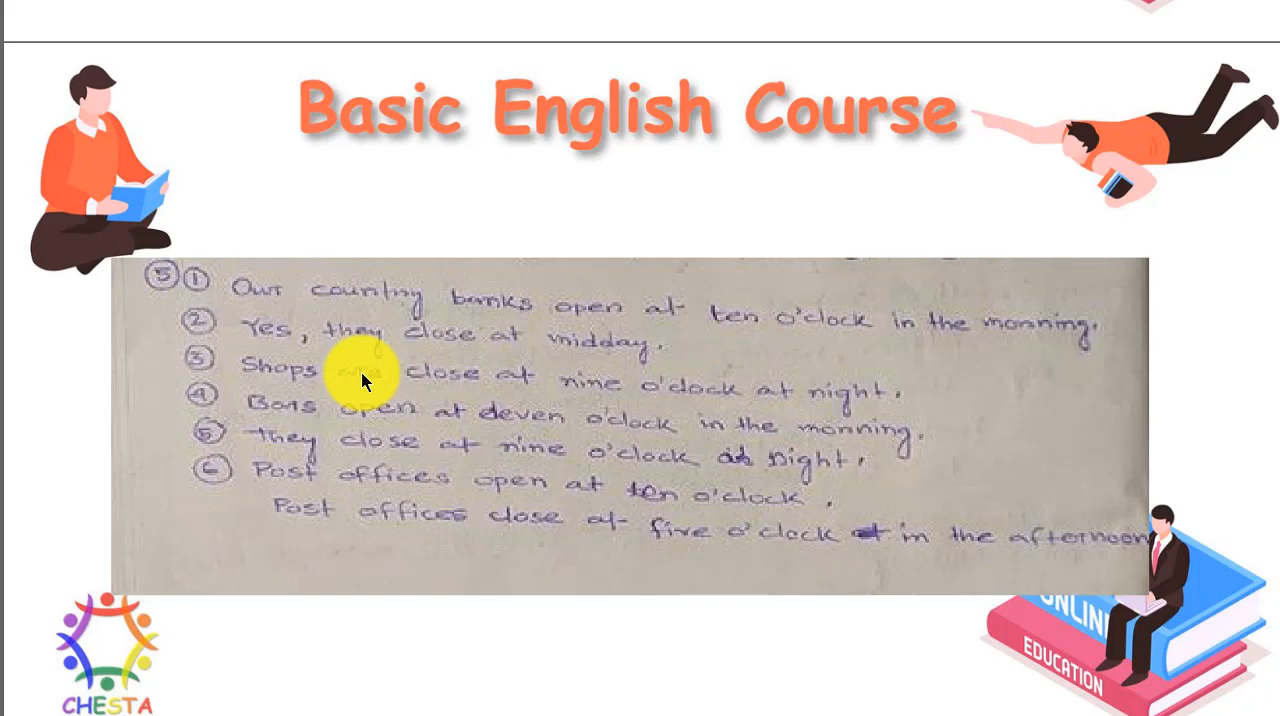 Basic English Course
5 1 Our country banks open at ten o'clock in the morning.
2 Yes, they close at midday.
3 Shops are close at nine o'clock at night.
4 Bars open at eleven o'clock in the morning.
5 They close at nine o'clock at night.
6 Post offices open at ten o'clock.
Post offices close at five o'clock in the afternoon
ONLINE
EDUCATION
CHESTA